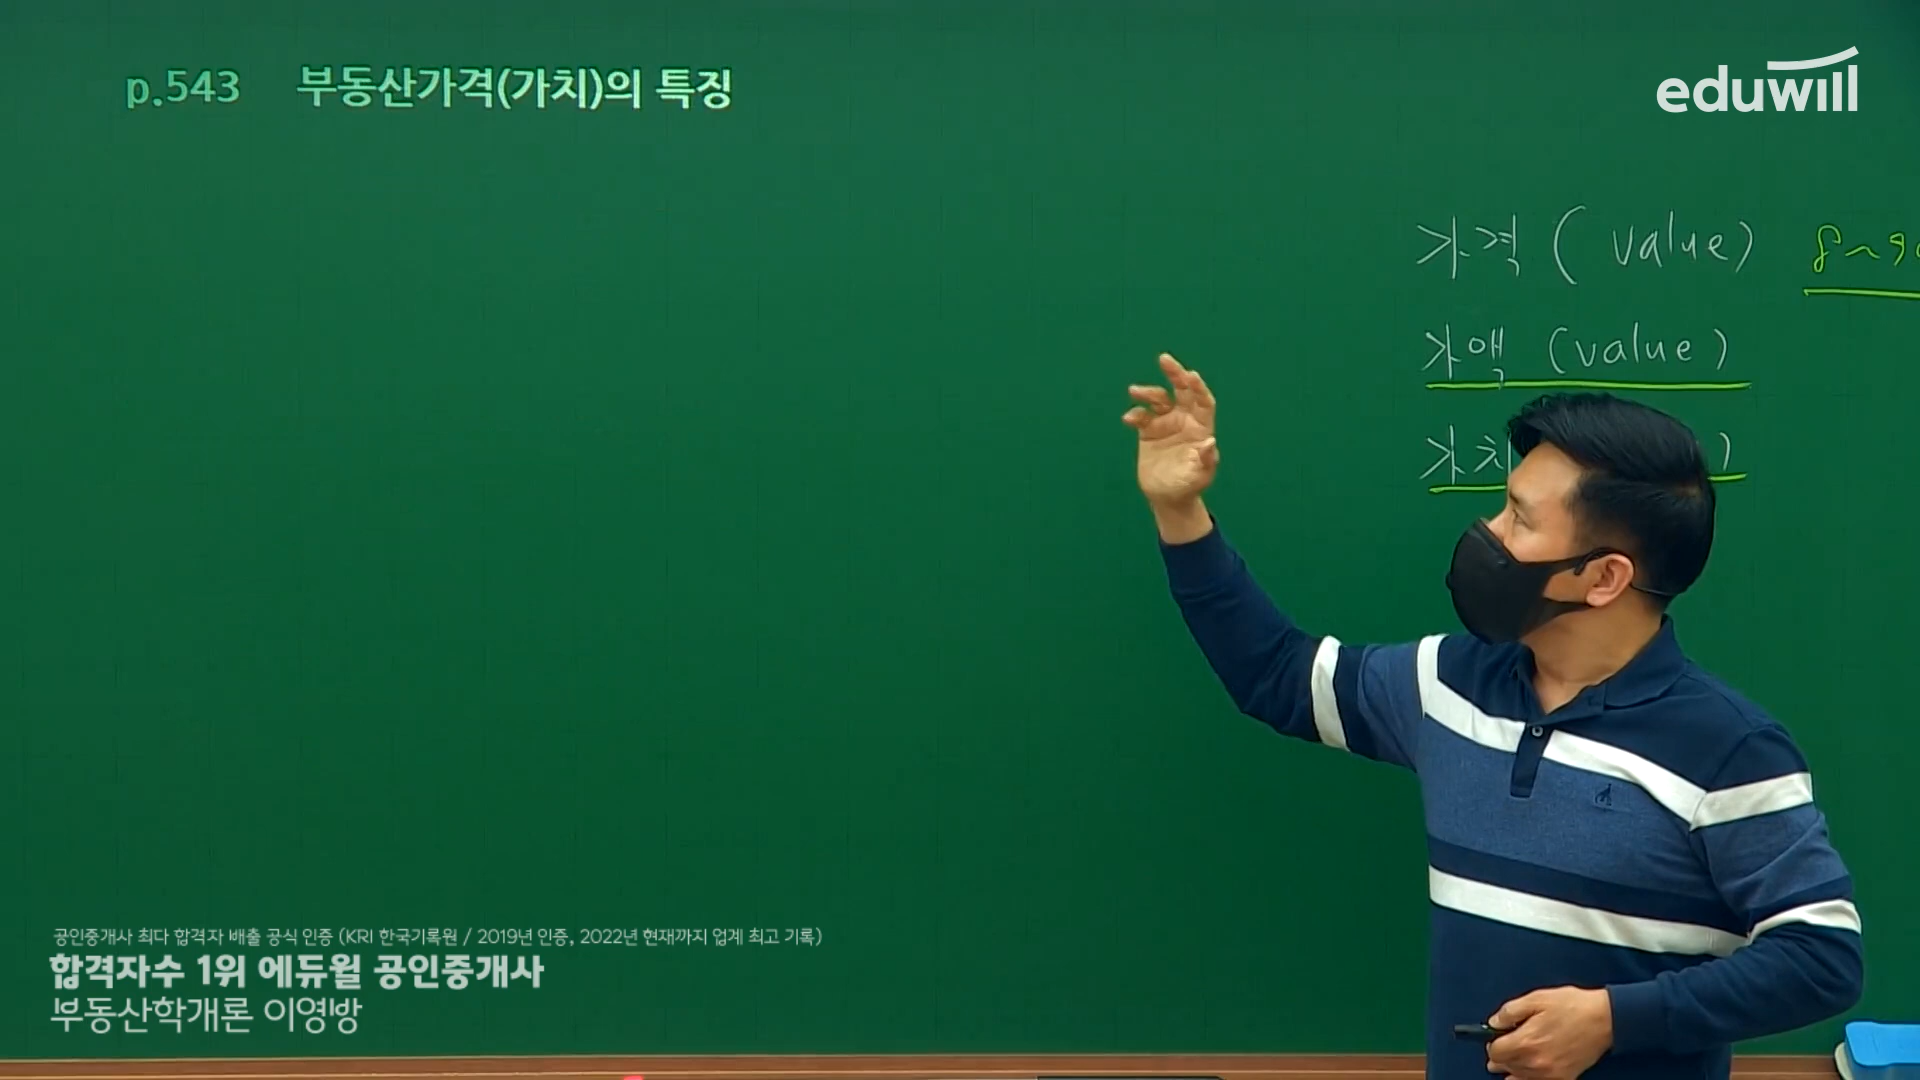 p.543 부동산가격(가치)의 특징
eduwill
가격 (value)
가액 (value)
가치 )
공인중개사 최다 합격자 배출 공식 인증 (KRI 한국기록원 / 2019년 인증, 2022년 현재까지 업계 최고 기록)
합격자수 1위 에듀윌 공인중개사
부동산학개론 이영방